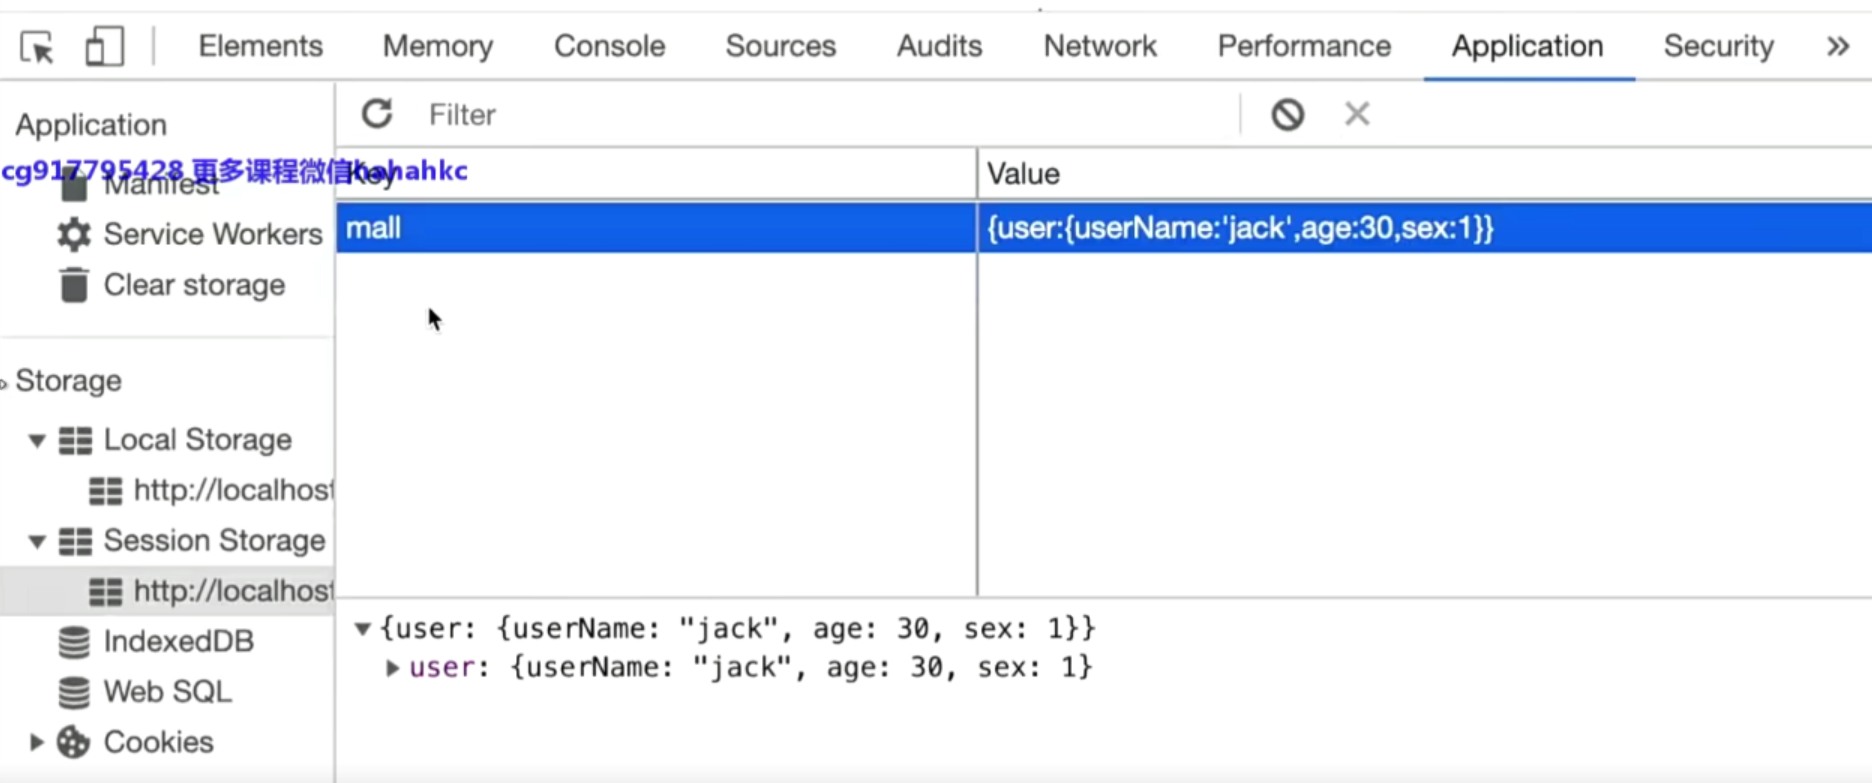 Elements Memory Console Sources Audits Network Performance Application Security »
Application
Filter
cg917795428 更多课程微信hahahkc
Manifest
Key Value
Service Workers
mall {user:{userName:'jack',age:30,sex:1}}
Clear storage
Storage
Local Storage
http://localhost
Session Storage
http://localhost
IndexedDB
Web SQL
Cookies
{user: {userName: "jack", age: 30, sex: 1}}
user: {userName: "jack", age: 30, sex: 1}